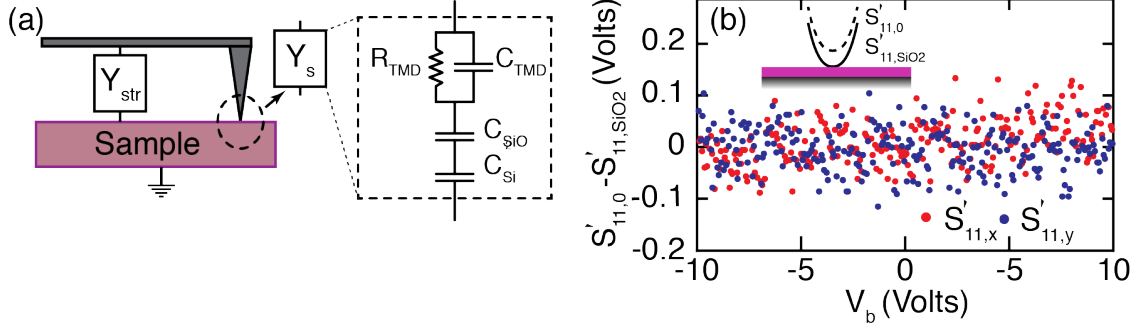 (a)
Y_str
Sample
Y_s
R_TMD
C_TMD
C_SiO
C_Si
(b)
S'_11,0 -S'_11,SiO2 (Volts)
0.2
0.1
0
-0.1
-0.2
S'_11,0
S'_11,SiO2
S'_11,x S'_11,y
-10 -5 0 -5 10
V_b (Volts)